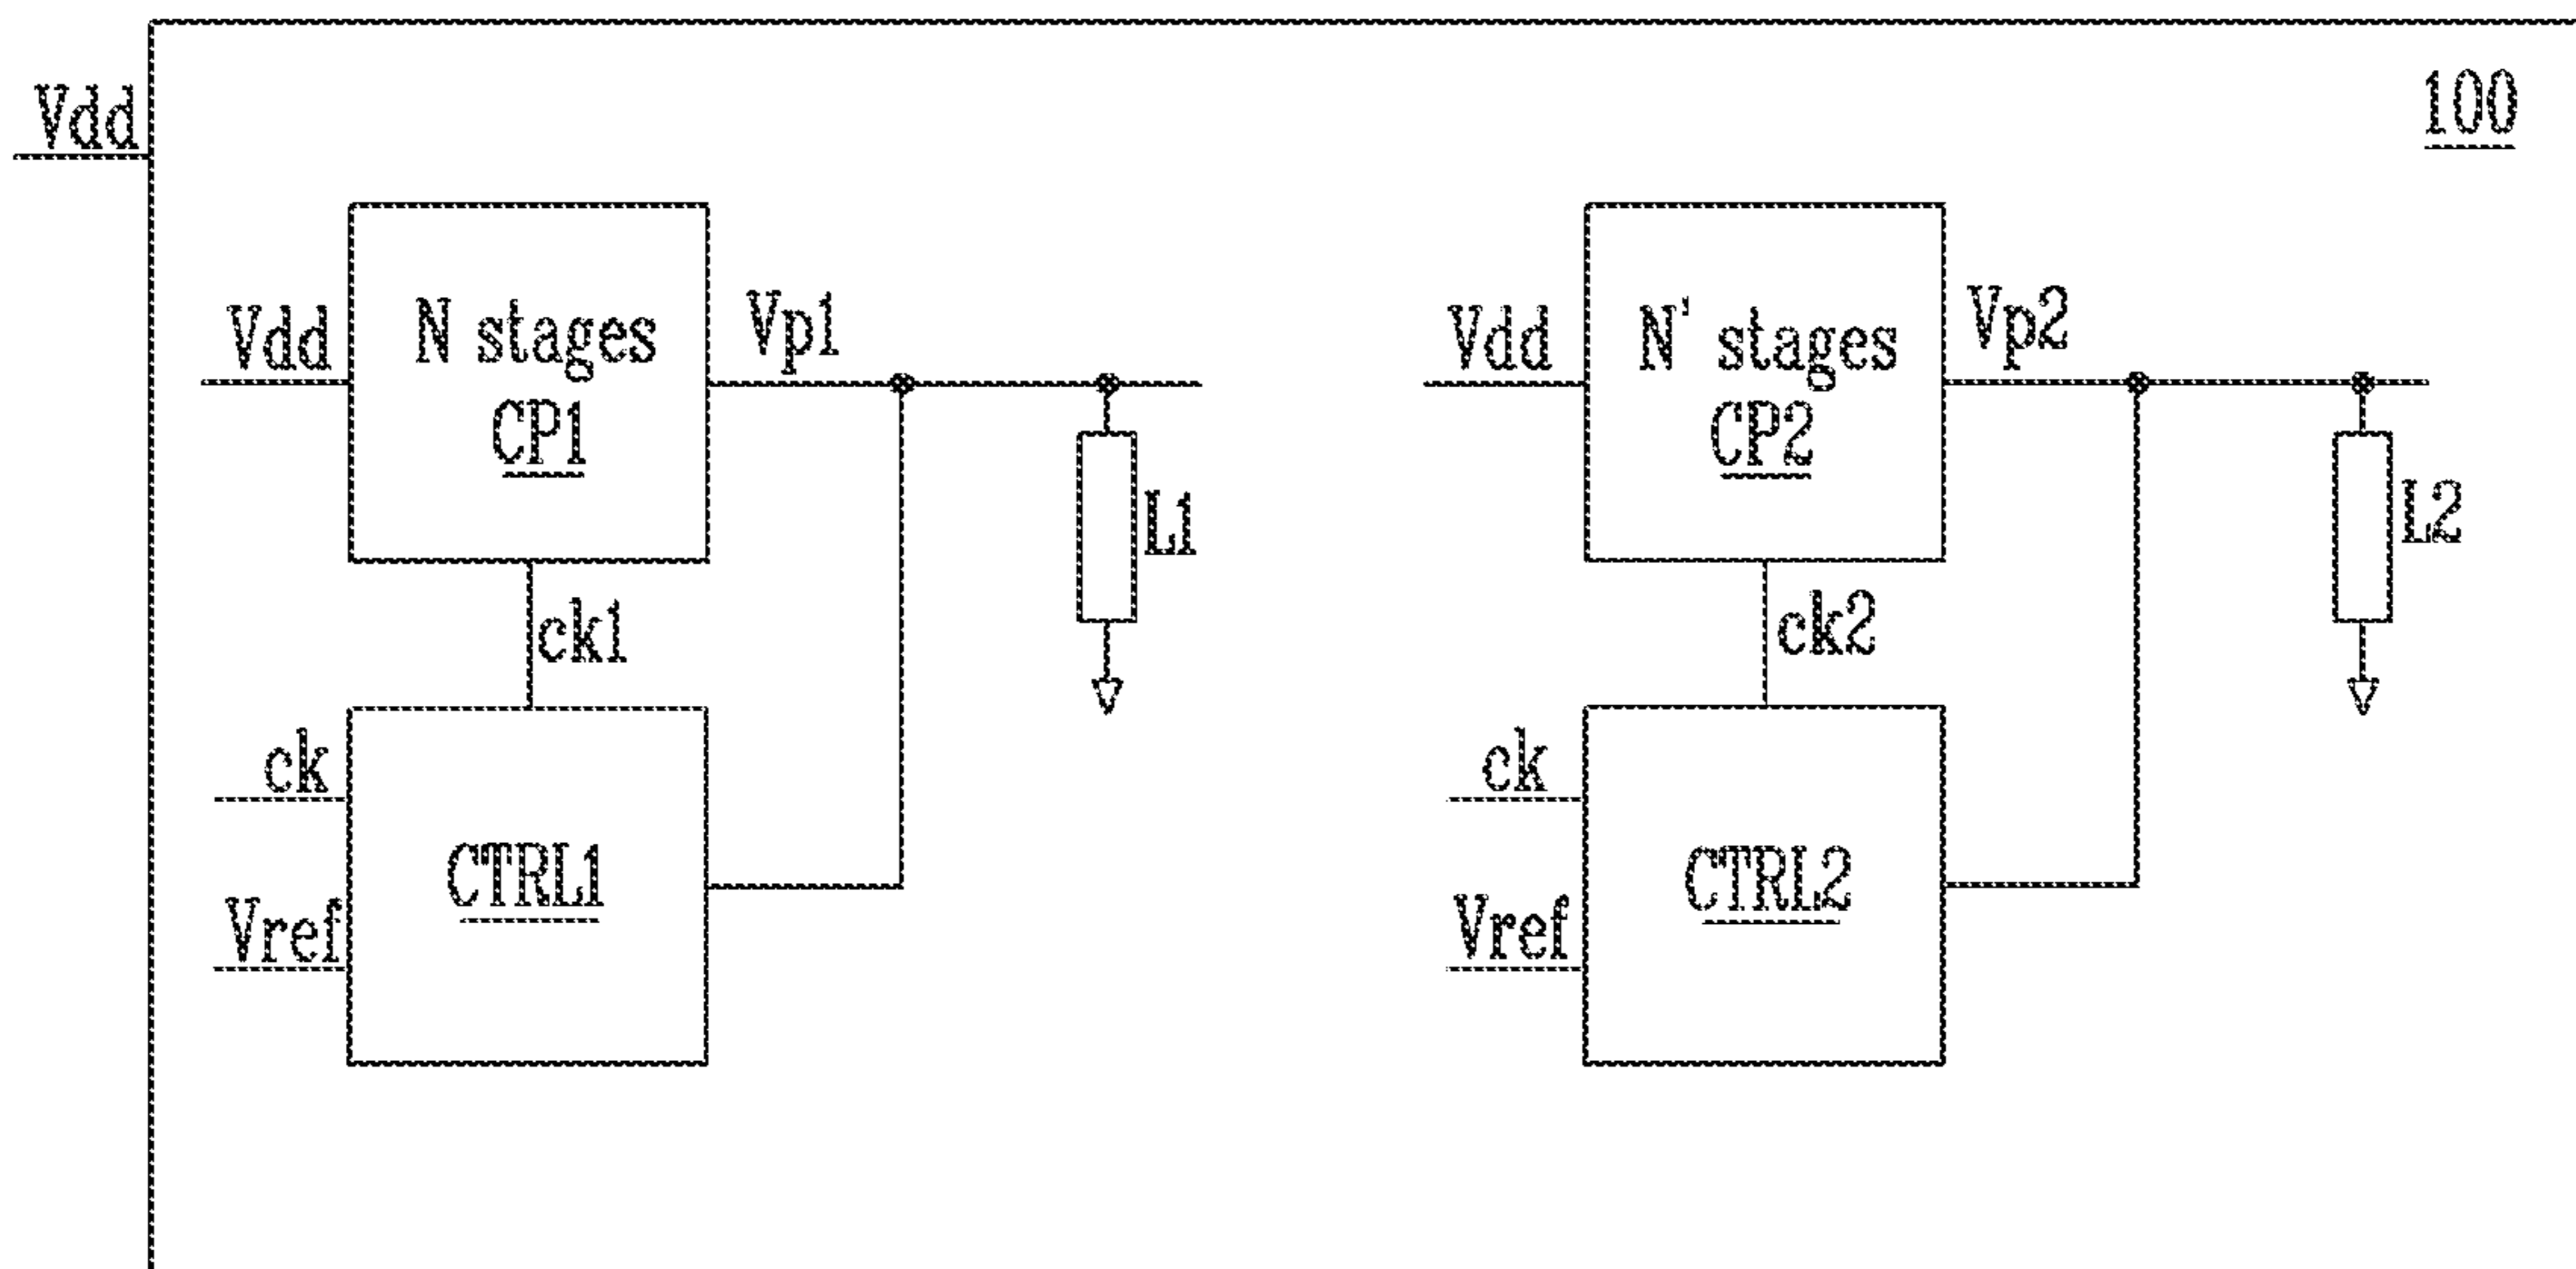 Vdd
100
Vdd
N stages
CP1
Vp1
L1
ck1
ck
Vref
CTRL1
Vdd
N' stages
CP2
Vp2
L2
ck2
ck
Vref
CTRL2